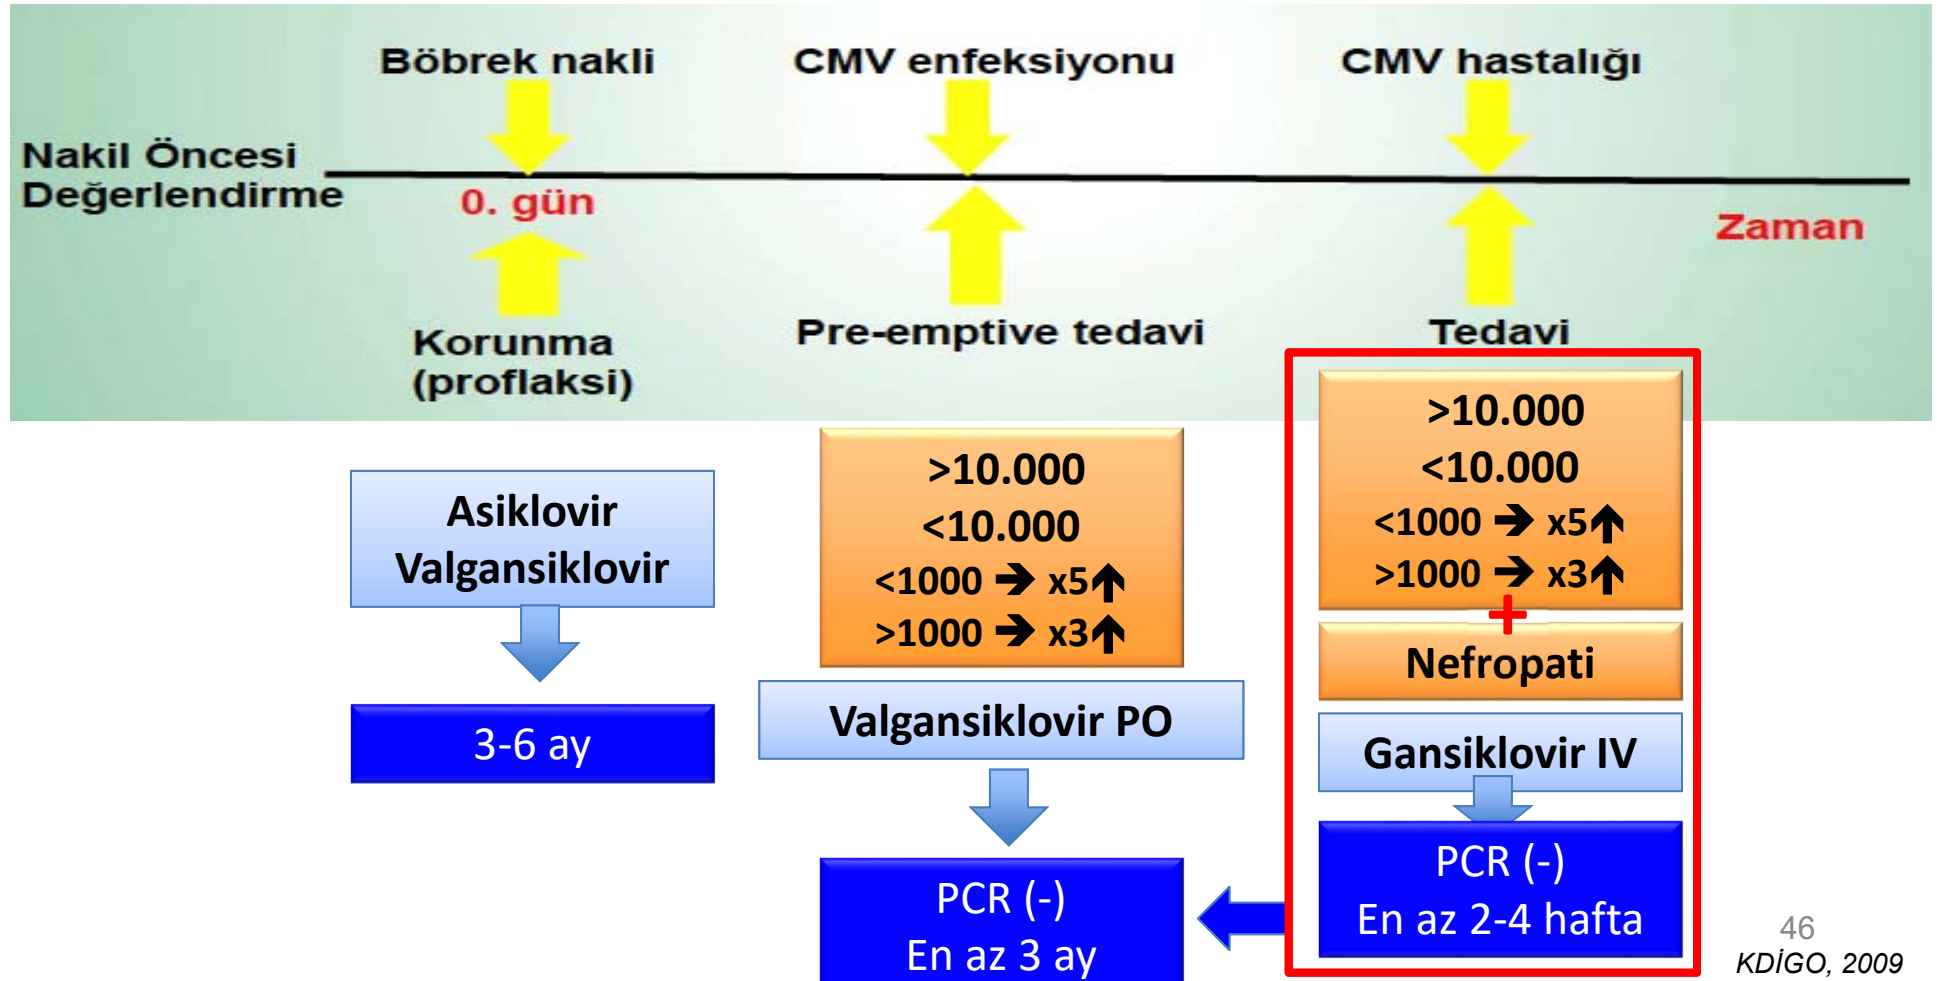 Böbrek nakli
CMV enfeksiyonu
CMV hastalığı
Nakil Öncesi
Değerlendirme
0. gün
Zaman
Korunma
(proflaksi)
Pre-emptive tedavi
Tedavi
Asiklovir
Valgansiklovir
3-6 ay
>10.000
<10.000
<1000 🡺 x5🡹
>1000 🡺 x3🡹
Valgansiklovir PO
PCR (-)
En az 3 ay
>10.000
<10.000
<1000 🡺 x5🡹
>1000 🡺 x3🡹
+
Nefropati
Gansiklovir IV
PCR (-)
En az 2-4 hafta
46
KDİGO, 2009